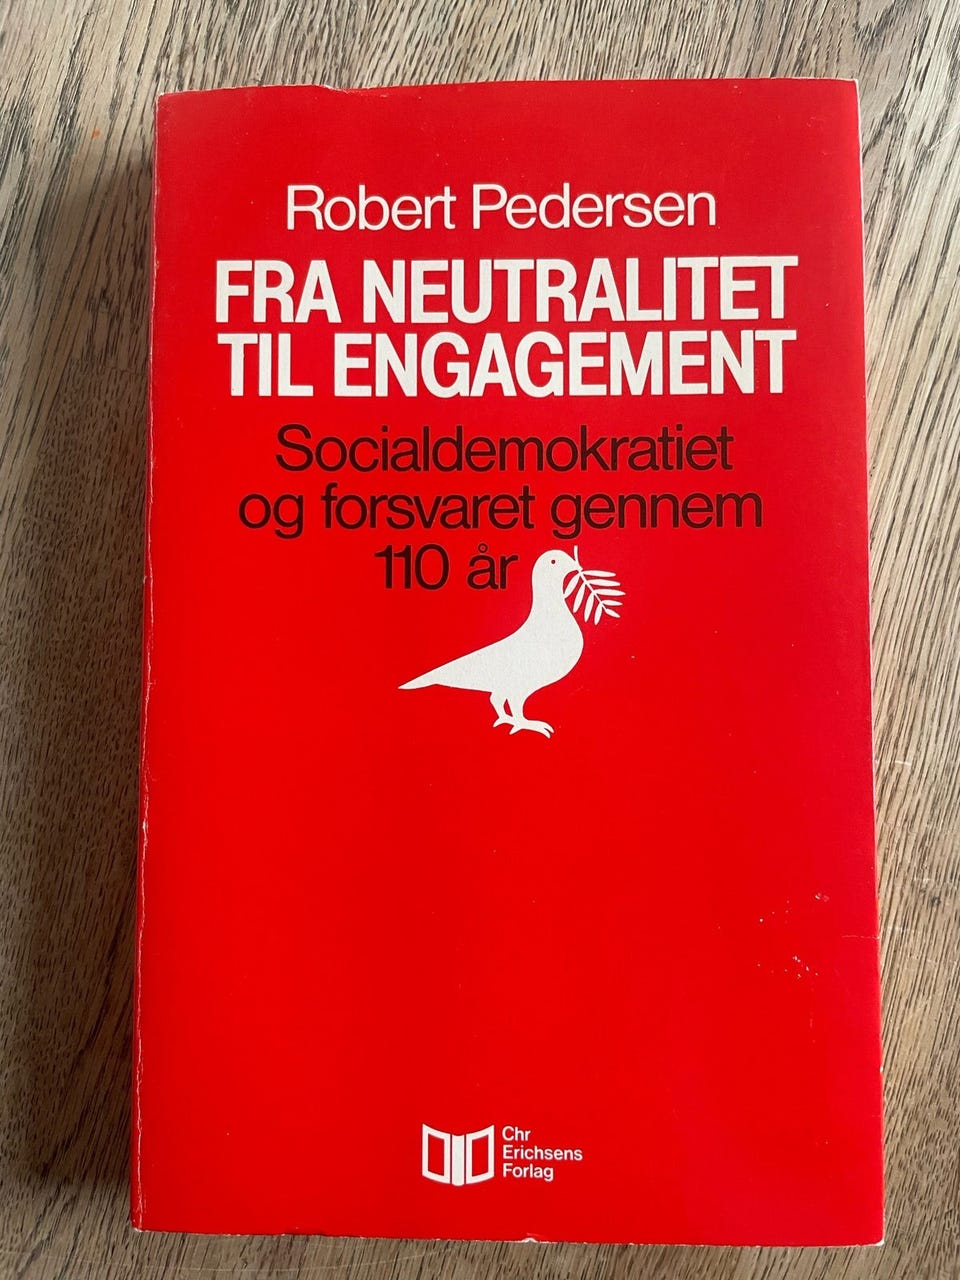 Robert Pedersen
FRA NEUTRALITET
TIL ENGAGEMENT
Socialdemokratiet
og forsvaret gennem
110 år
Chr
Erichsens
Forlag